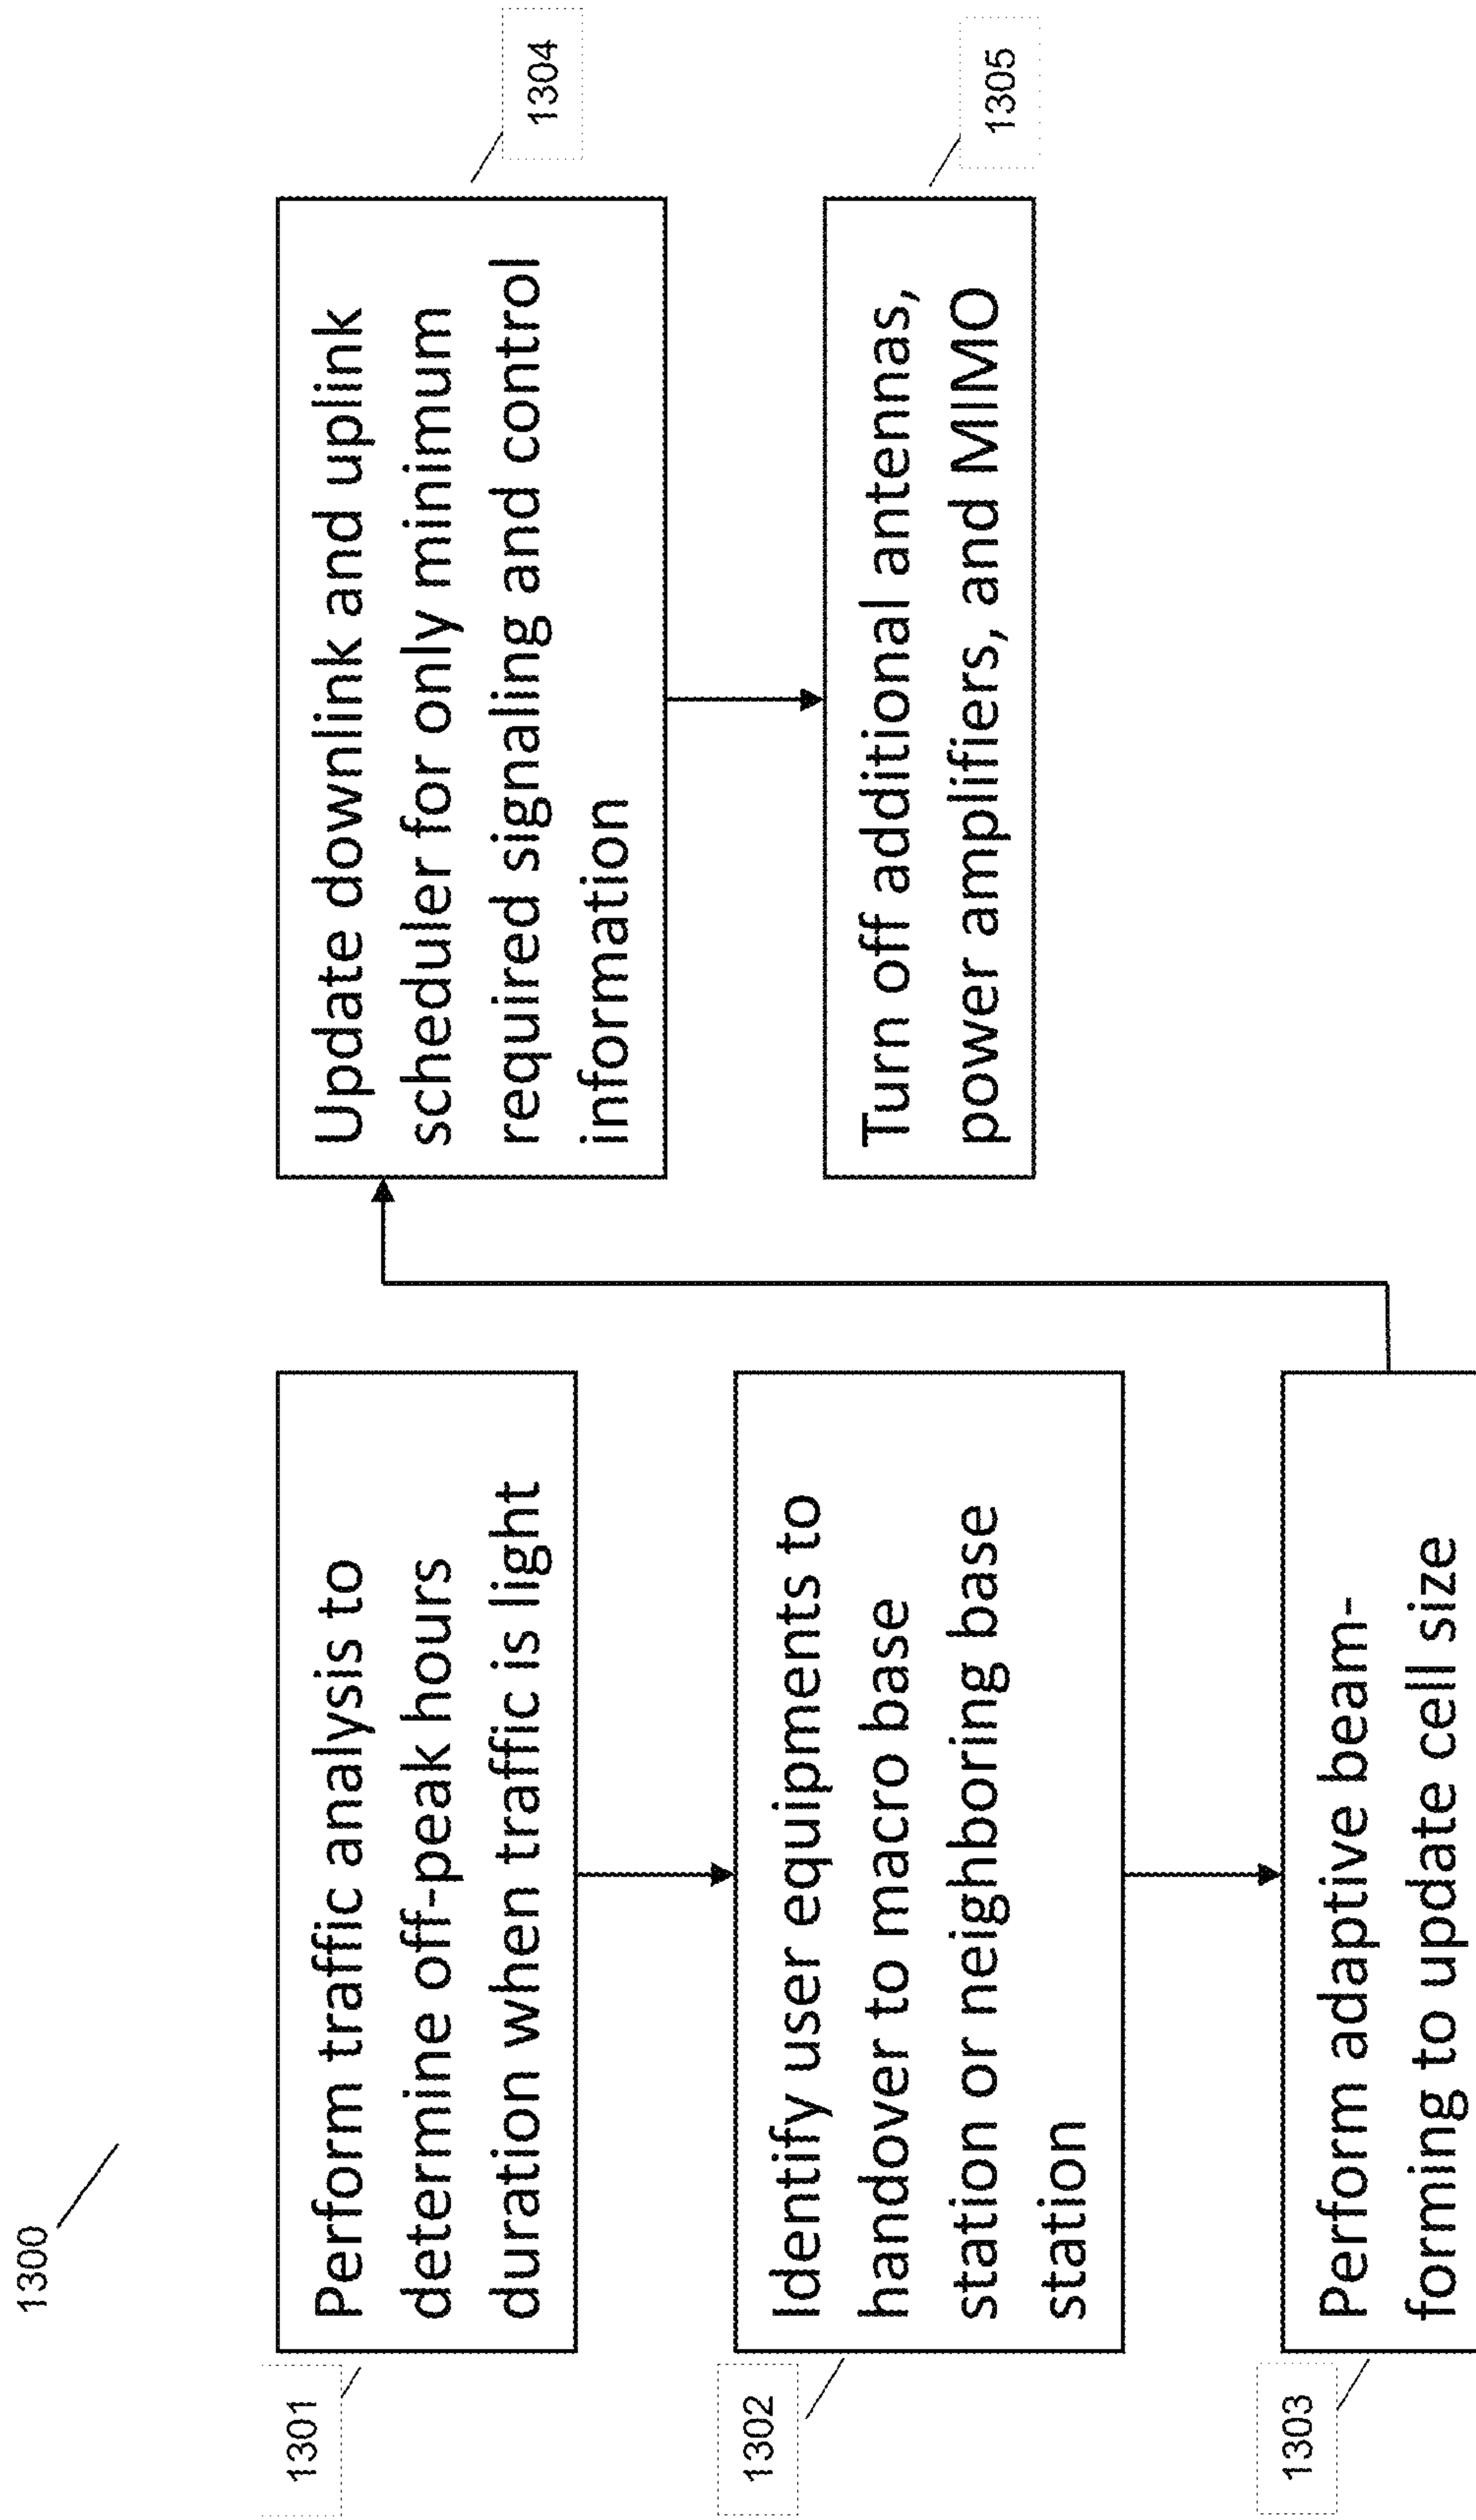 1300
1301
Perform traffic analysis to
determine off-peak hours
duration when traffic is light
1302
Identify user equipments to
handover to macro base
station or neighboring base
station
1303
Perform adaptive beam-
forming to update cell size
1304
Update downlink and uplink
scheduler for only minimum
required signaling and control
information
1305
Turn off additional antennas,
power amplifiers, and MIMO